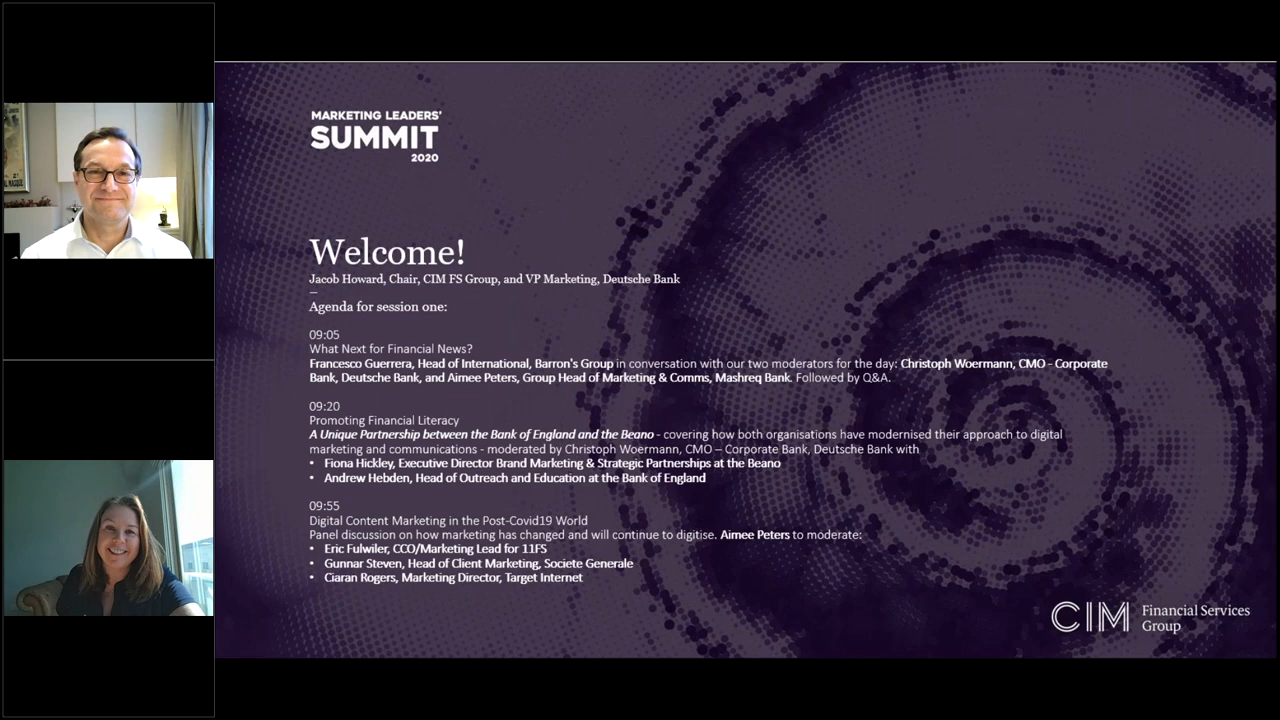 MARKETING LEADERS'
SUMMIT
2020
Welcome!
Jacob Howard, Chair, CIM FS Group, and VP Marketing, Deutsche Bank
—
Agenda for session one:
09:05
What Next for Financial News?
Francesco Guerrera, Head of International, Barron's Group in conversation with our two moderators for the day: Christoph Woermann, CMO - Corporate
Bank, Deutsche Bank, and Aimee Peters, Group Head of Marketing & Comms, Mashreq Bank. Followed by Q&A.
09:20
Promoting Financial Literacy
A Unique Partnership between the Bank of England and the Beano - covering how both organisations have modernised their approach to digital
marketing and communications - moderated by Christoph Woermann, CMO – Corporate Bank, Deutsche Bank with
• Fiona Hickley, Executive Director Brand Marketing & Strategic Partnerships at the Beano
• Andrew Hebden, Head of Outreach and Education at the Bank of England
09:55
Digital Content Marketing in the Post-Covid19 World
Panel discussion on how marketing has changed and will continue to digitise. Aimee Peters to moderate:
• Eric Fulwiler, CCO/Marketing Lead for 11FS
• Gunnar Steven, Head of Client Marketing, Societe Generale
• Ciaran Rogers, Marketing Director, Target Internet
CIM Financial Services
Group